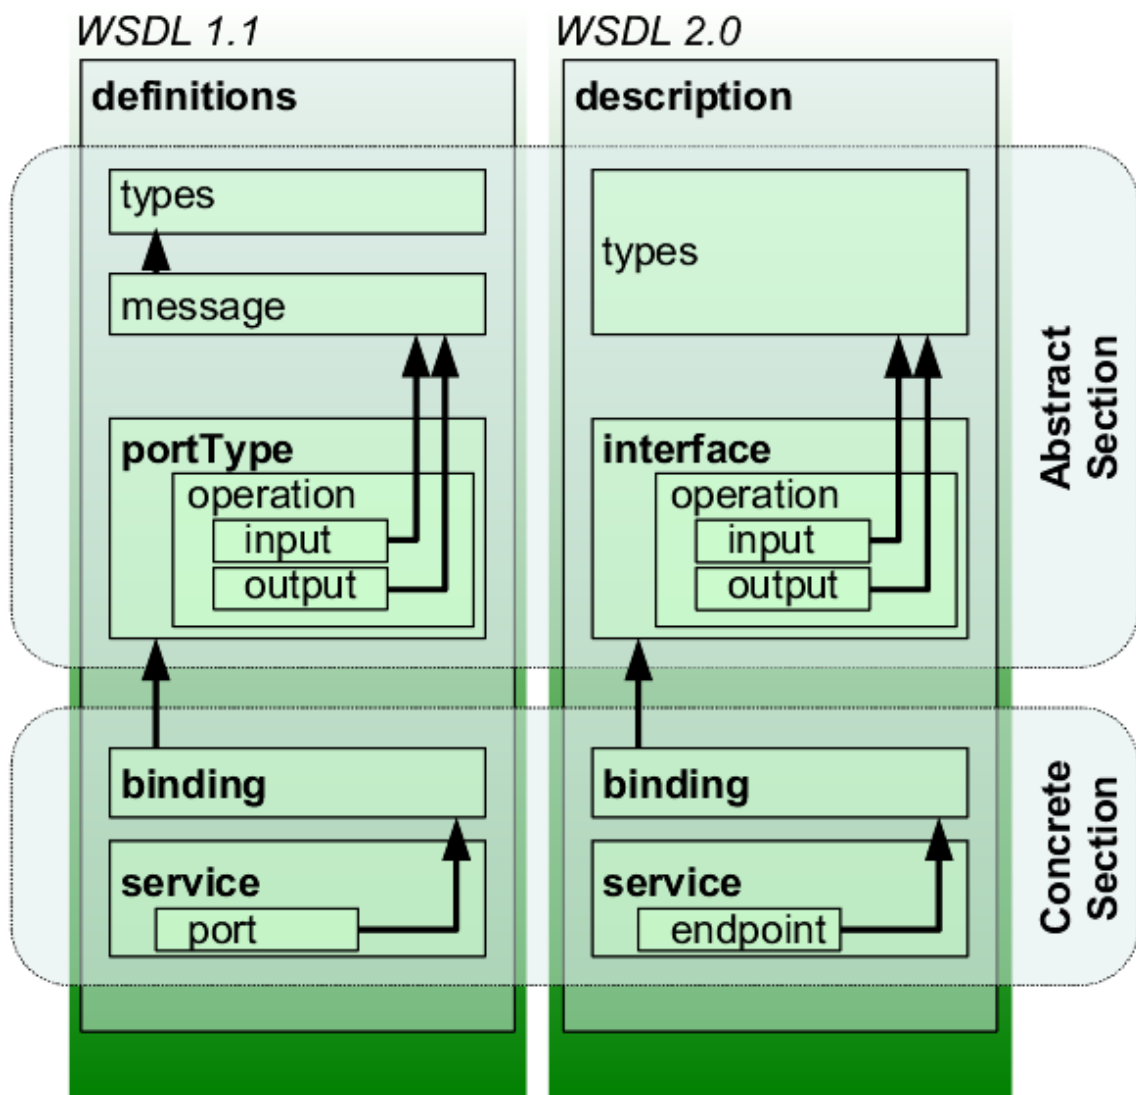 WSDL 1.1
definitions
types
message
portType
operation
input
output
binding
service
port
WSDL 2.0
description
types
interface
operation
input
output
binding
service
endpoint
Abstract
Section
Concrete
Section